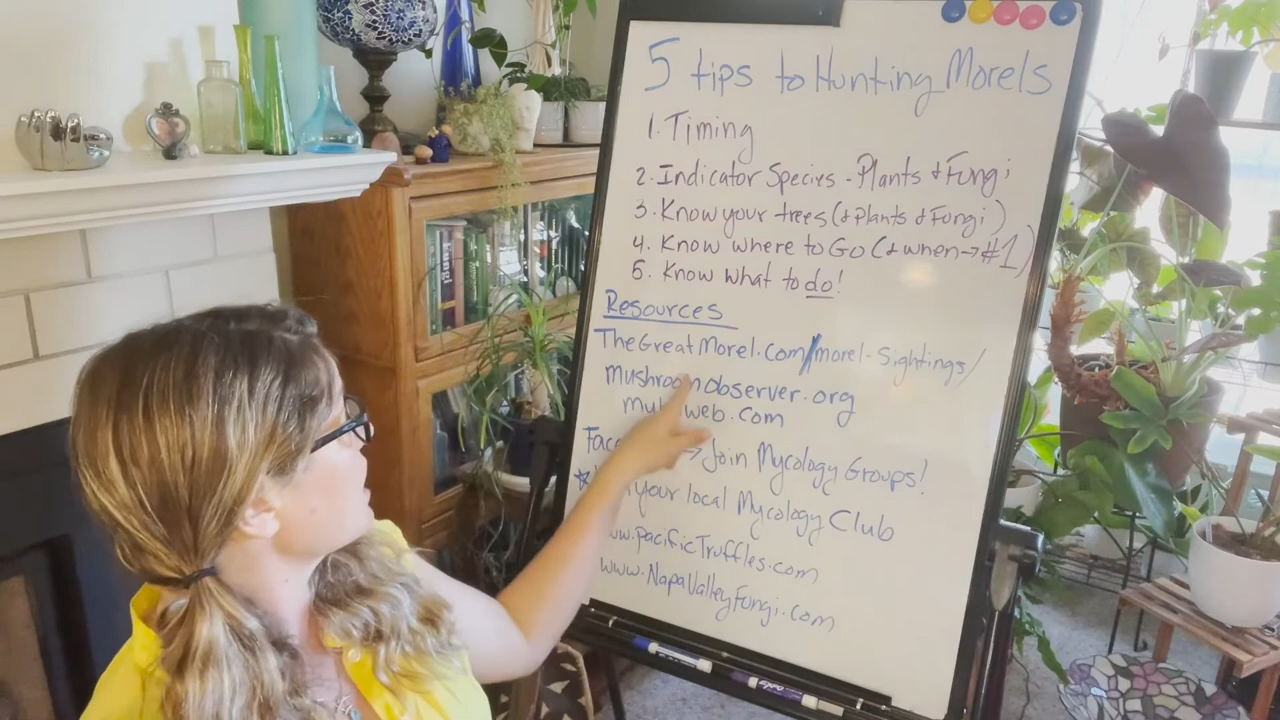 5 tips to Hunting Morels
1. Timing
2. Indicator Species - Plants & Fungi
3. Know your trees (& Plants & Fungi)
4. Know where to Go (& when → #1)
5. Know what to do!
Resources
TheGreatMorel.com/morel-sightings/
mushroomobserver.org
web.com
→ Join Mycology Groups!
your local Mycology Club
PacificTruffles.com
www.NapaValleyFungi.com